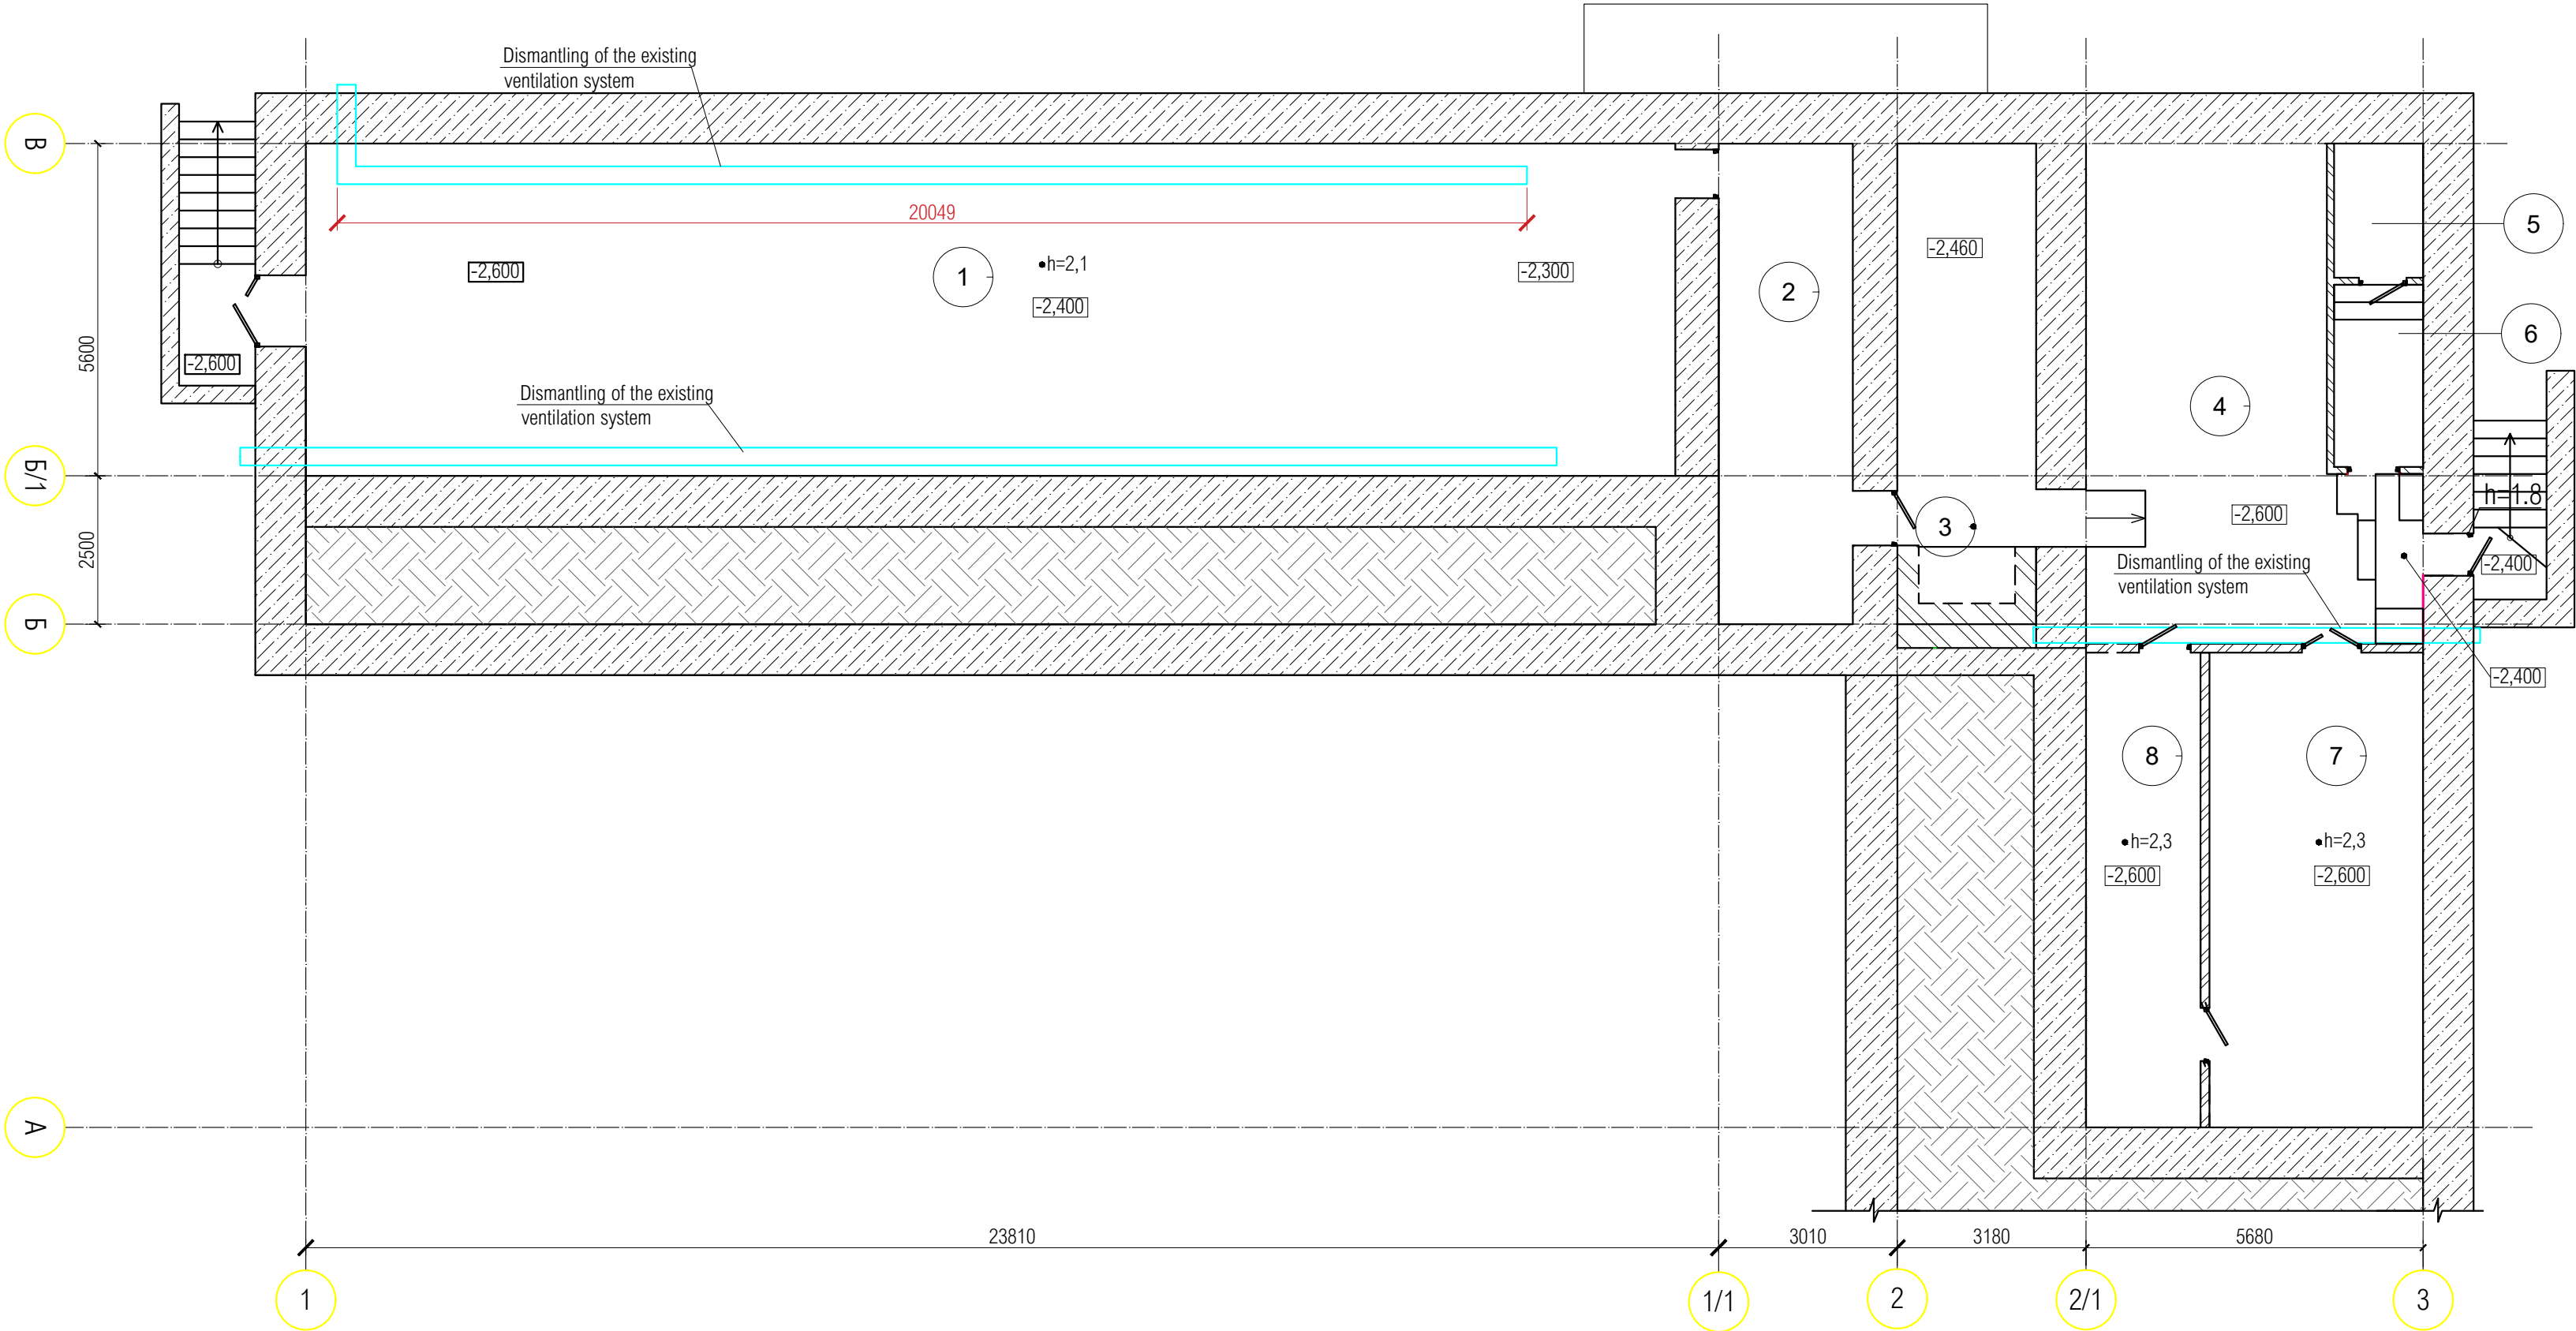 Dismantling of the existing
ventilation system
В
20049
5
-2,460
h=2,1
-2,600
1
-2,300
2
-2,400
6
5600
-2,600
Dismantling of the existing
ventilation system
4
Б/1
h=1.8
-2,600
3
2500
Dismantling of the existing
ventilation system
-2,400
Б
-2,400
8
7
h=2,3
h=2,3
-2,600
-2,600
А
23810
3010
3180
5680
1
1/1
2
2/1
3